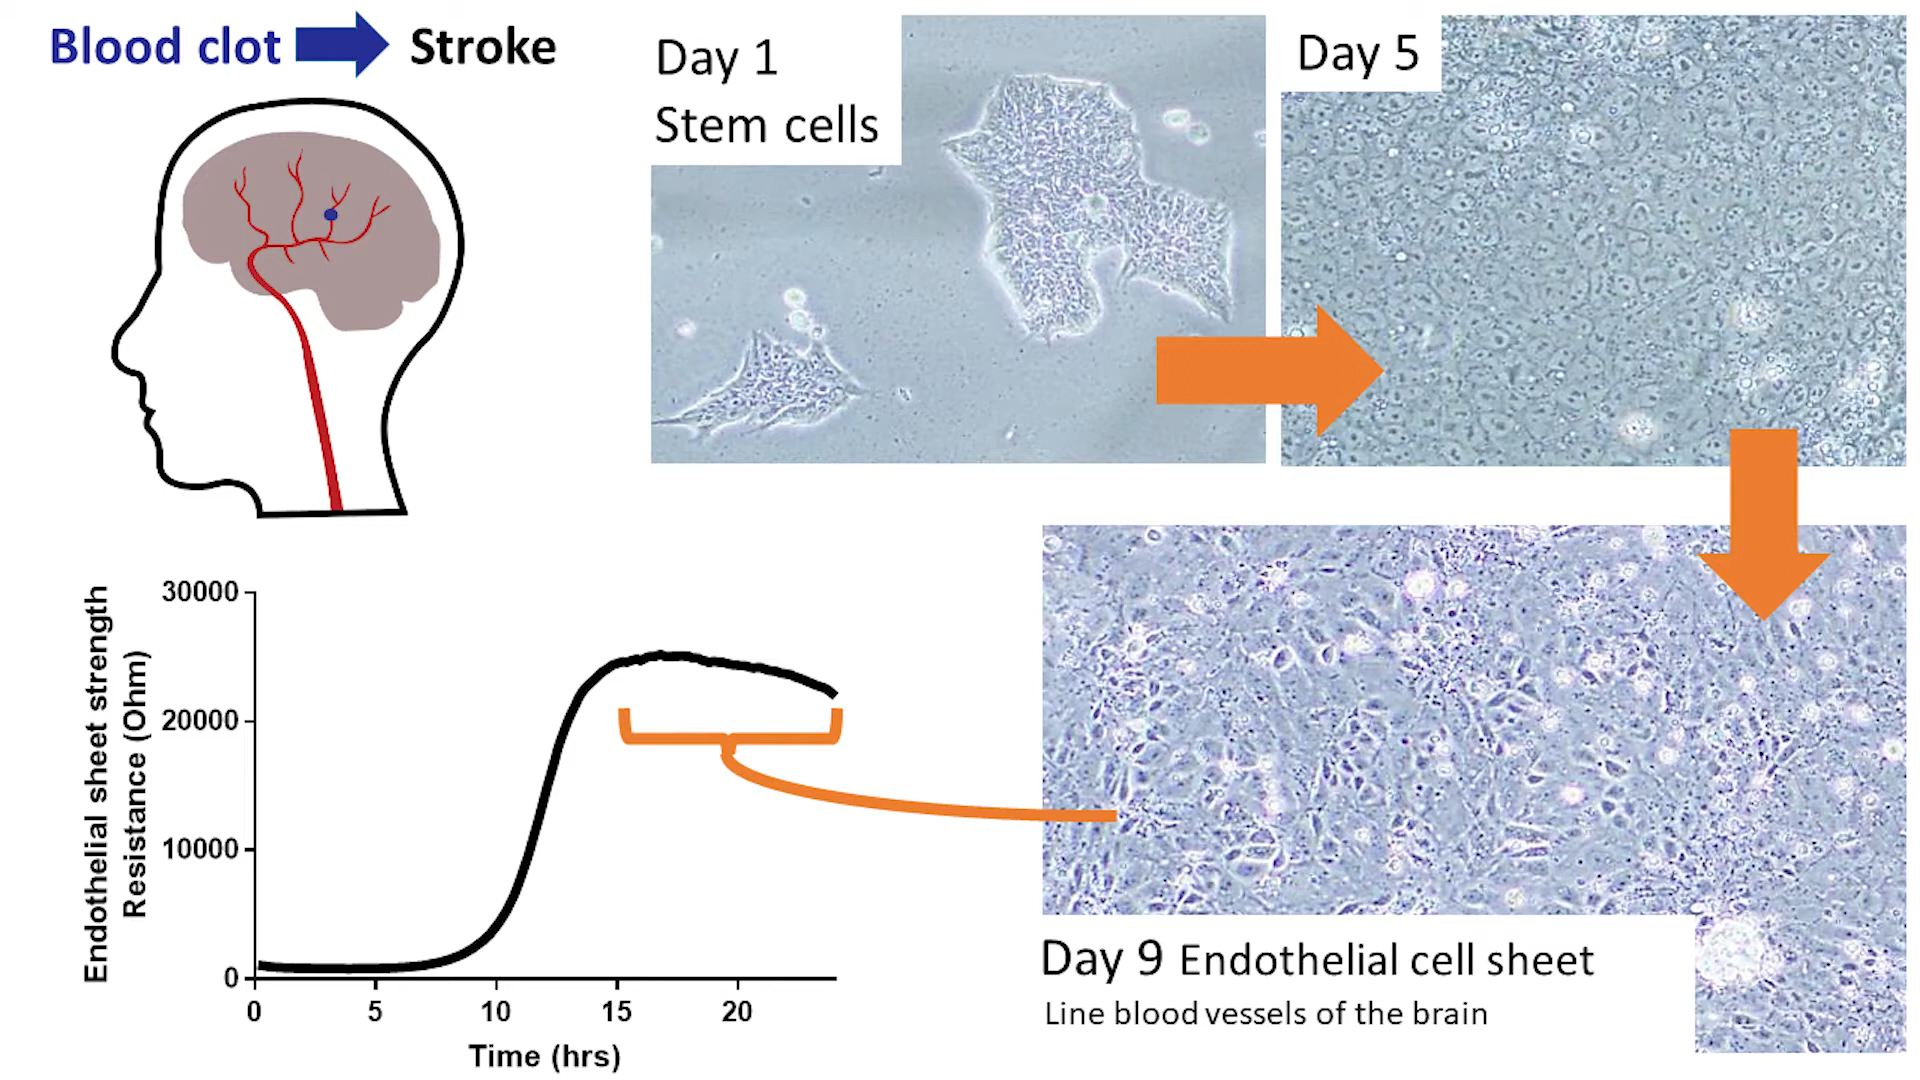 Blood clot Stroke
Day 1
Stem cells
Day 5
Endothelial sheet strength
Resistance (Ohm)
30000
20000
10000
0
0 5 10 15 20
Time (hrs)
Day 9 Endothelial cell sheet
Line blood vessels of the brain